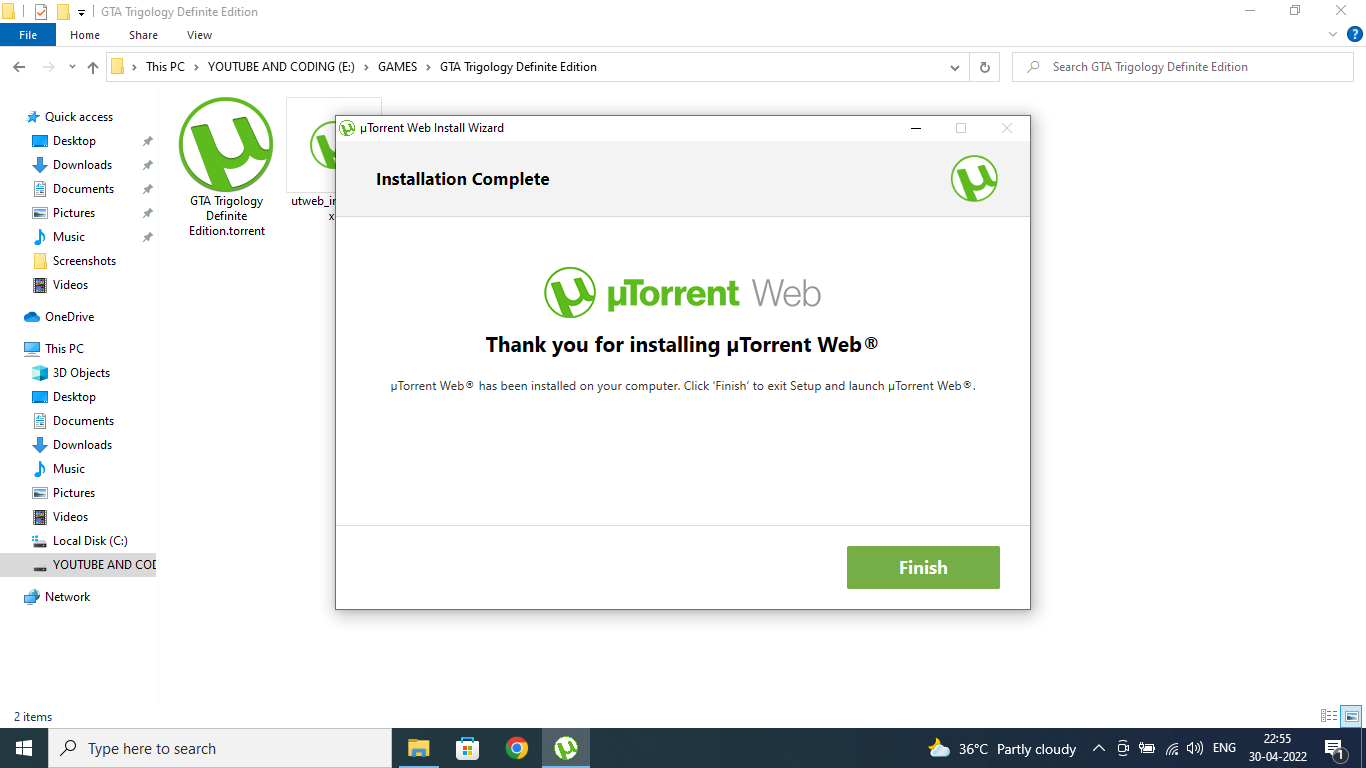 GTA Trigology Definite Edition
File
Home
Share
View
This PC
YOUTUBE AND CODING (E:)
GAMES
GTA Trigology Definite Edition
Search GTA Trigology Definite Edition
Quick access
Desktop
Downloads
Documents
Pictures
Music
Screenshots
Videos
OneDrive
This PC
3D Objects
Desktop
Documents
Downloads
Music
Pictures
Videos
Local Disk (C:)
YOUTUBE AND COD
Network
GTA Trigology
Definite
Edition.torrent
µTorrent Web Install Wizard
Installation Complete
µTorrent Web
Thank you for installing µTorrent Web®
µTorrent Web® has been installed on your computer. Click ‘Finish’ to exit Setup and launch µTorrent Web®.
Finish
2 items
Type here to search
36°C Partly cloudy
ENG
22:55
30-04-2022
1